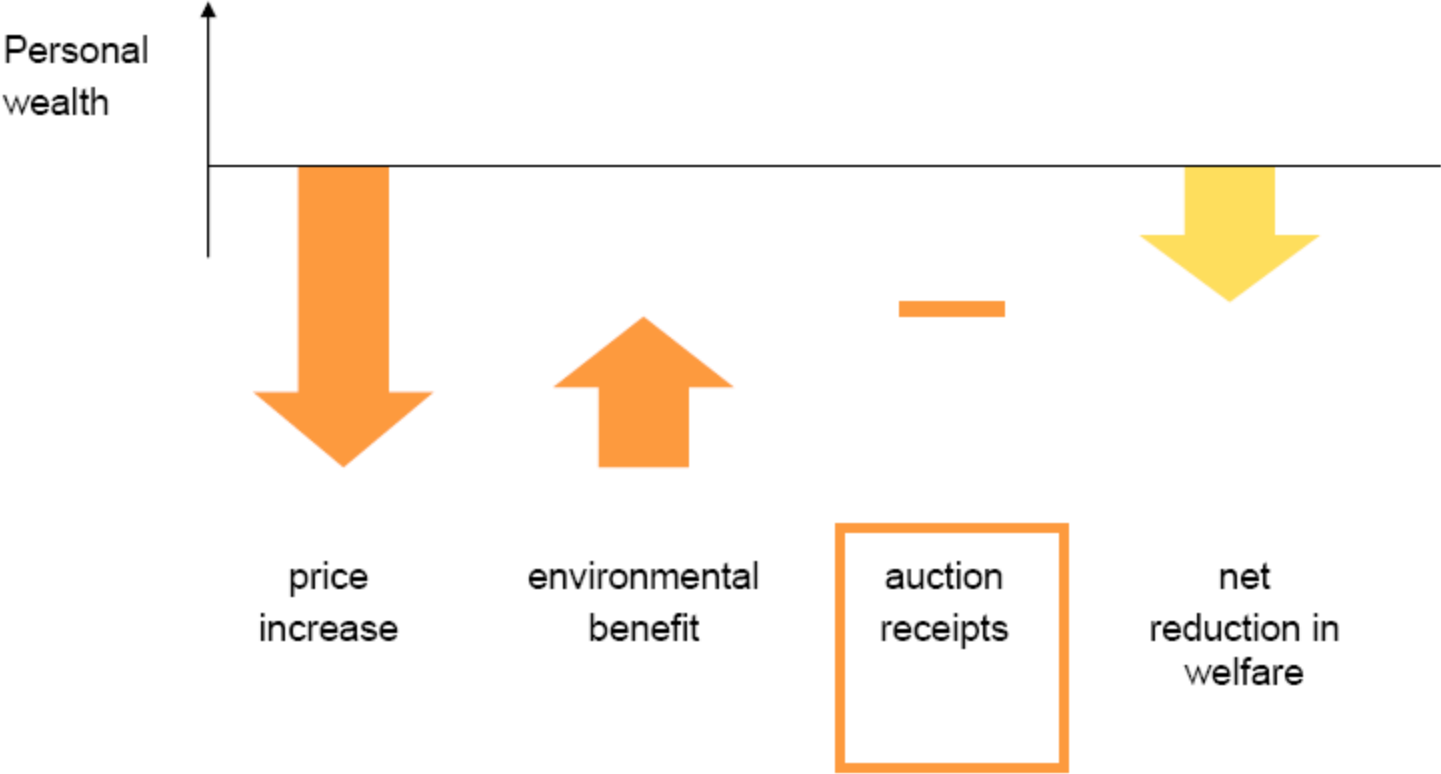 Personal
wealth
price
increase
environmental
benefit
auction
receipts
net
reduction in
welfare